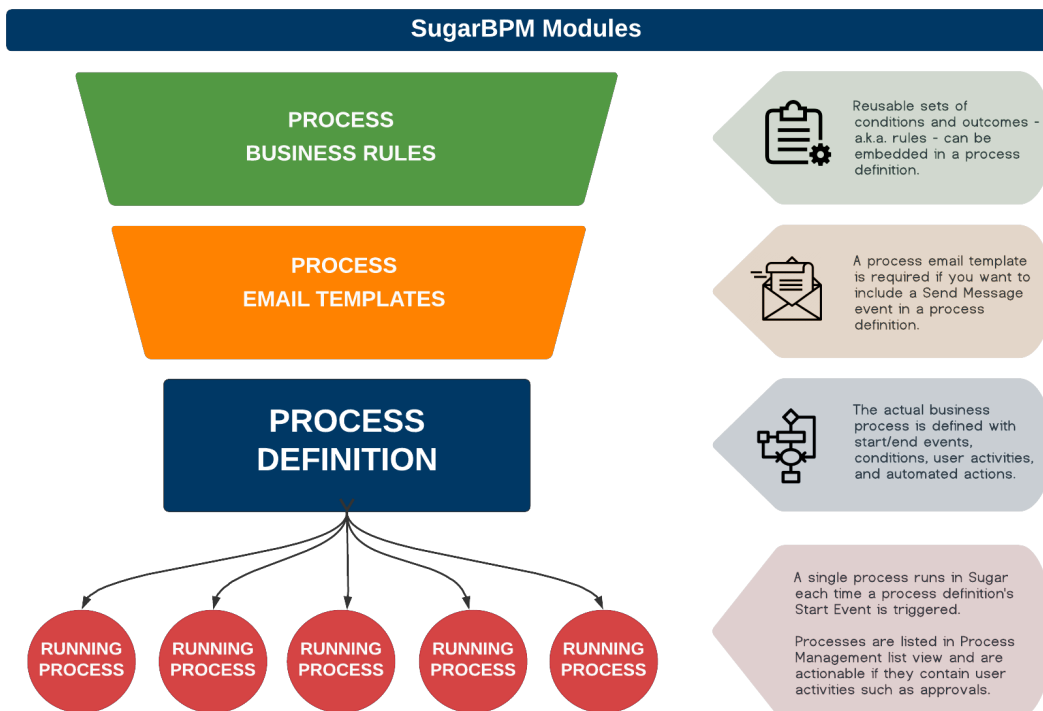 SugarBPM Modules
PROCESS
BUSINESS RULES
Reusable sets of
conditions and outcomes -
a.k.a. rules - can be
embedded in a process
definition.
PROCESS
EMAIL TEMPLATES
A process email template
is required if you want to
include a Send Message
event in a process
definition.
PROCESS
DEFINITION
The actual business
process is defined with
start/end events,
conditions, user activities,
and automated actions.
RUNNING
PROCESS
RUNNING
PROCESS
RUNNING
PROCESS
RUNNING
PROCESS
RUNNING
PROCESS
A single process runs in Sugar
each time a process definition's
Start Event is triggered.
Processes are listed in Process
Management list view and are
actionable if they contain user
activities such as approvals.